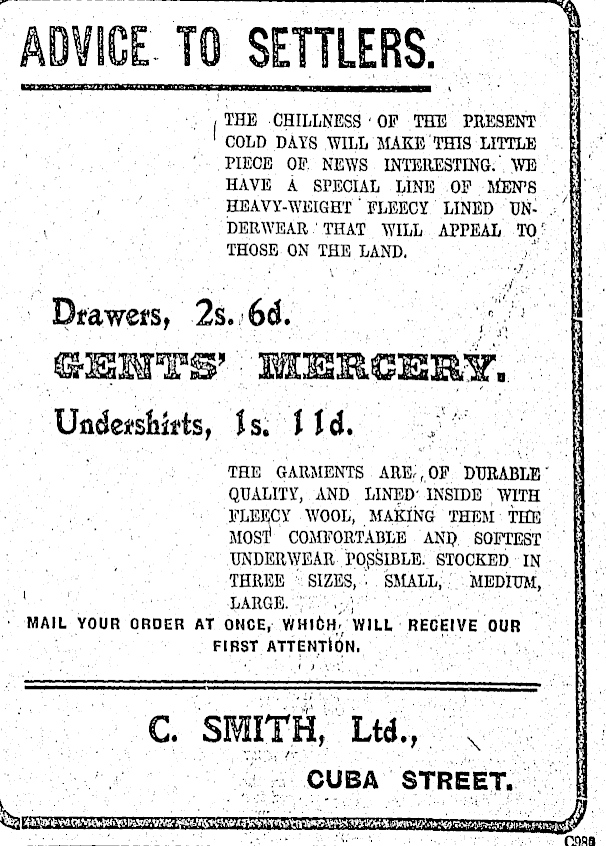 ADVICE TO SETTLERS.
THE CHILLNESS OF THE PRESENT
COLD DAYS WILL MAKE THIS LITTLE
PIECE OF NEWS INTERESTING. WE
HAVE A SPECIAL LINE OF MEN'S
HEAVY-WEIGHT FLEECY LINED UN-
DERWEAR THAT WILL APPEAL TO
THOSE ON THE LAND.
Drawers, 2s. 6d.
GENTS' MERCERY.
Undershirts, 1s. 11d.
THE GARMENTS ARE OF DURABLE
QUALITY, AND LINED INSIDE WITH
FLEECY WOOL, MAKING THEM THE
MOST COMFORTABLE AND SOFTEST
UNDERWEAR POSSIBLE. STOCKED IN
THREE SIZES, SMALL, MEDIUM,
LARGE.
MAIL YOUR ORDER AT ONCE, WHICH WILL RECEIVE OUR
FIRST ATTENTION.
C. SMITH, Ltd.,
CUBA STREET.